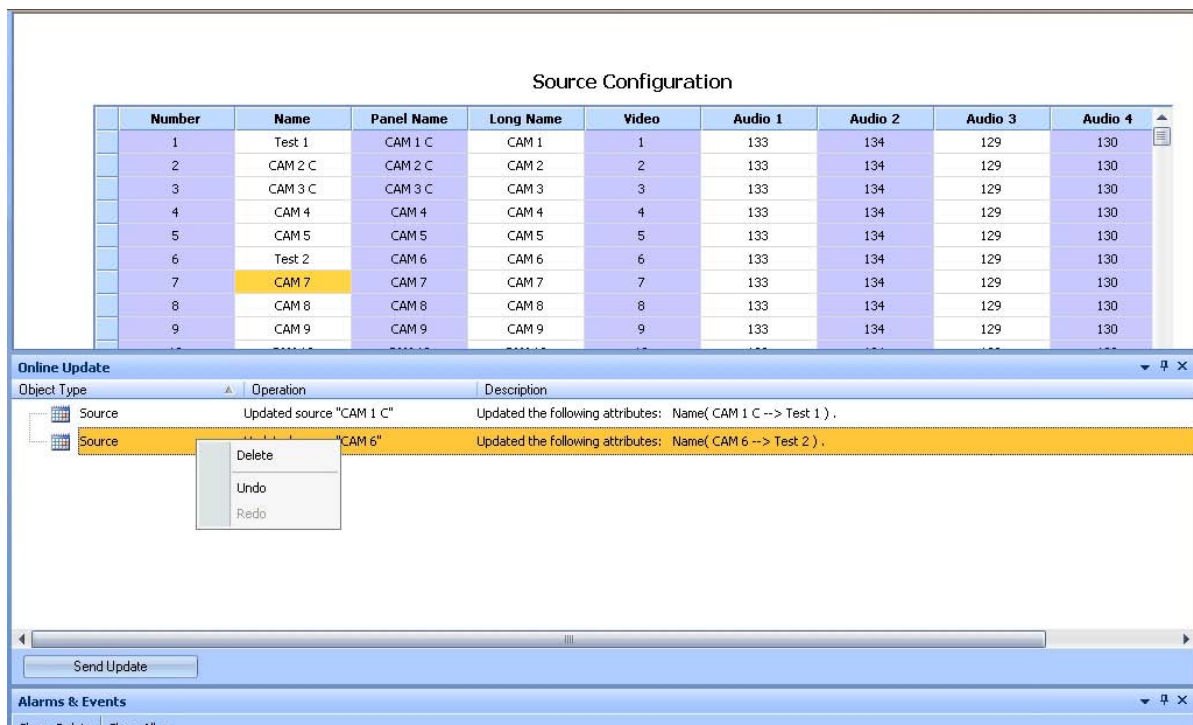 Source Configuration
Number Name Panel Name Long Name Video Audio 1 Audio 2 Audio 3 Audio 4
1 Test 1 CAM 1 C CAM 1 1 133 134 129 130
2 CAM 2 C CAM 2 C CAM 2 2 133 134 129 130
3 CAM 3 C CAM 3 C CAM 3 3 133 134 129 130
4 CAM 4 CAM 4 CAM 4 4 133 134 129 130
5 CAM 5 CAM 5 CAM 5 5 133 134 129 130
6 Test 2 CAM 6 CAM 6 6 133 134 129 130
7 CAM 7 CAM 7 CAM 7 7 133 134 129 130
8 CAM 8 CAM 8 CAM 8 8 133 134 129 130
9 CAM 9 CAM 9 CAM 9 9 133 134 129 130
Online Update
Object Type Operation Description
Source Updated source "CAM 1 C" Updated the following attributes: Name( CAM 1 C --> Test 1 ) .
Source "CAM 6" Updated the following attributes: Name( CAM 6 --> Test 2 ) .
Delete
Undo
Redo
Send Update
Alarms & Events